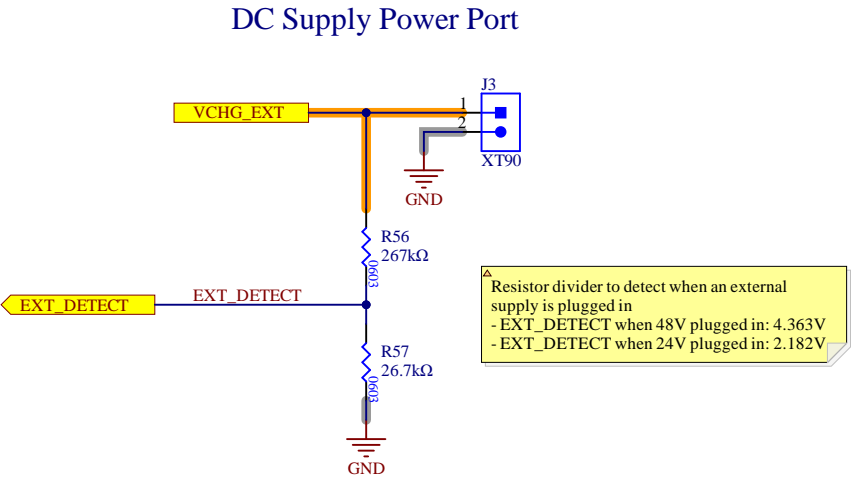 DC Supply Power Port
J3
VCHG_EXT
1
2
XT90
GND
R56
267kΩ
0603
EXT_DETECT
EXT_DETECT
Resistor divider to detect when an external
supply is plugged in
- EXT_DETECT when 48V plugged in: 4.363V
- EXT_DETECT when 24V plugged in: 2.182V
R57
26.7kΩ
0603
GND